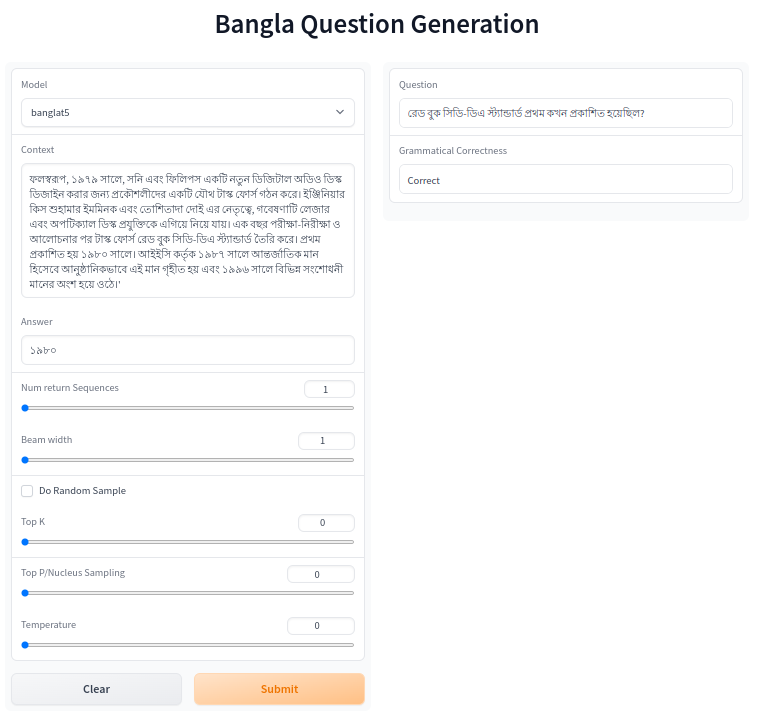 Bangla Question Generation
Model
banglat5
Context
ফলস্বরূপ, ১৯৭৯ সালে, সনি এবং ফিলিপস একটি নতুন ডিজিটাল অডিও ডিস্ক
ডিজাইন করার জন্য প্রকৌশলীদের একটি যৌথ টাস্ক ফোর্স গঠন করে। ইঞ্জিনিয়ার
কিস শুহামার ইমমিনক এবং তোশিতাদা দোই এর নেতৃত্বে, গবেষণাটি লেজার
এবং অপটিক্যাল ডিস্ক প্রযুক্তিকে এগিয়ে নিয়ে যায়। এক বছর পরীক্ষা-নিরীক্ষা ও
আলোচনার পর টাস্ক ফোর্স রেড বুক সিডি-ডিএ স্ট্যান্ডার্ড তৈরি করে। প্রথম
প্রকাশিত হয় ১৯৮০ সালে। আইইসি কর্তৃক ১৯৮৭ সালে আন্তর্জাতিক মান
হিসেবে আনুষ্ঠানিকভাবে এই মান গৃহীত হয় এবং ১৯৯৬ সালে বিভিন্ন সংশোধনী
মানের অংশ হয়ে ওঠে।'
Answer
১৯৮০
Num return Sequences
1
Beam width
1
Do Random Sample
Top K
0
Top P/Nucleus Sampling
0
Temperature
0
Clear
Submit
Question
রেড বুক সিডি-ডিএ স্ট্যান্ডার্ড প্রথম কখন প্রকাশিত হয়েছিল?
Grammatical Correctness
Correct